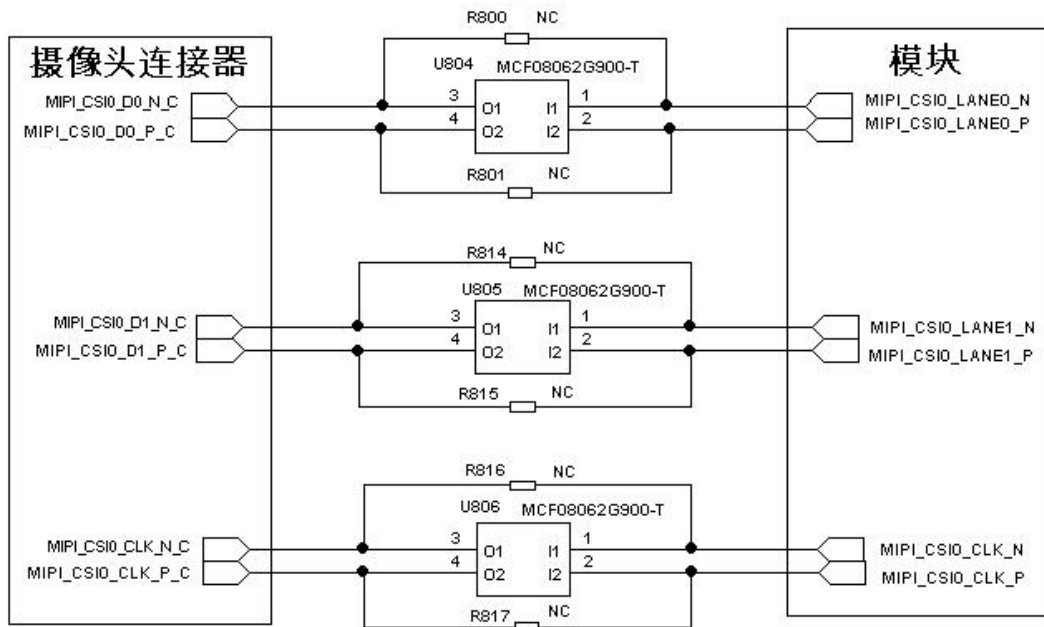 R800 NC
摄像头连接器
模块
U804 MCF08062G900-T
MIPI_CSI0_D0_N_C 3 O1 I1 1 MIPI_CSI0_LANE0_N
MIPI_CSI0_D0_P_C 4 O2 I2 2 MIPI_CSI0_LANE0_P
R801 NC
R814 NC
U805 MCF08062G900-T
MIPI_CSI0_D1_N_C 3 O1 I1 1 MIPI_CSI0_LANE1_N
MIPI_CSI0_D1_P_C 4 O2 I2 2 MIPI_CSI0_LANE1_P
R815 NC
R816 NC
U806 MCF08062G900-T
MIPI_CSI0_CLK_N_C 3 O1 I1 1 MIPI_CSI0_CLK_N
MIPI_CSI0_CLK_P_C 4 O2 I2 2 MIPI_CSI0_CLK_P
R817 NC